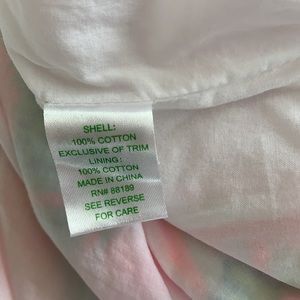 SHELL:
100% COTTON
EXCLUSIVE OF TRIM
LINING:
100% COTTON
MADE IN CHINA
RN# 88189
SEE REVERSE
FOR CARE